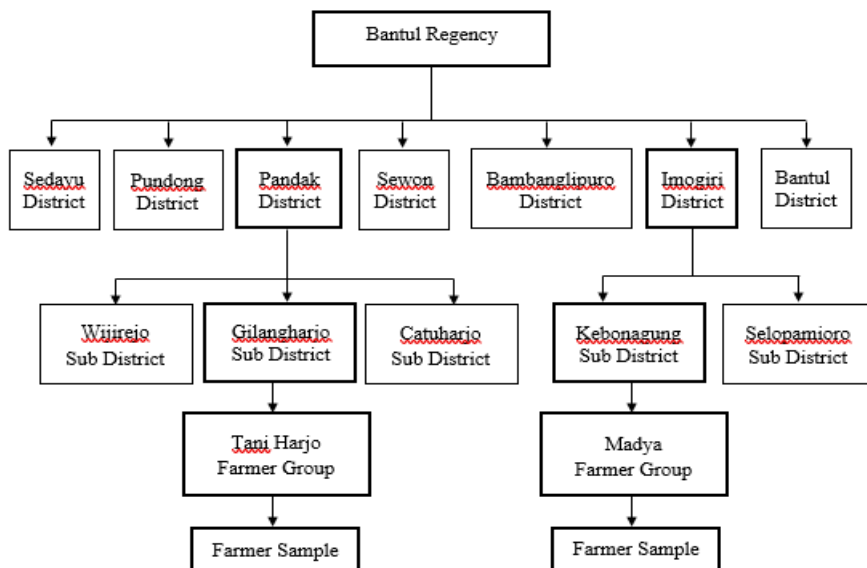 Bantul Regency
Sedayu
District
Pundong
District
Pandak
District
Sewon
District
Bambanglipuro
District
Imogiri
District
Bantul
District
Wijirejo
Sub District
Gilangharjo
Sub District
Catuharjo
Sub District
Kebonagung
Sub District
Selopamioro
Sub District
Tani Harjo
Farmer Group
Madya
Farmer Group
Farmer Sample
Farmer Sample